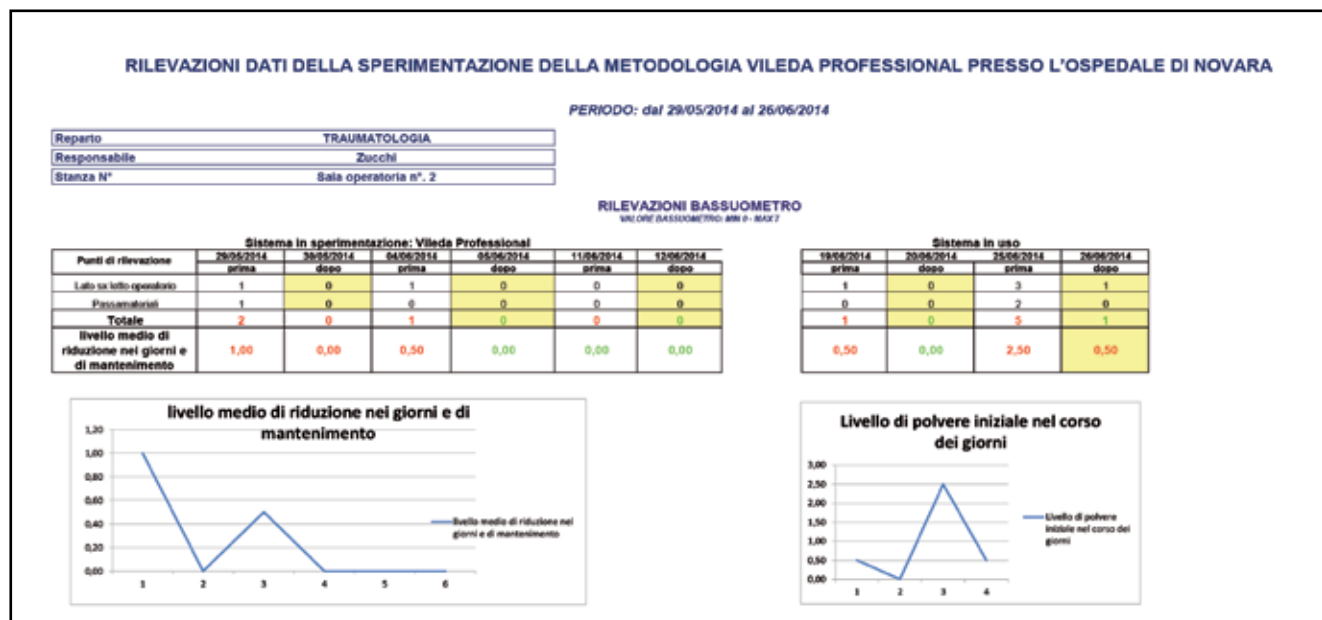 RILEVAZIONI DATI DELLA SPERIMENTAZIONE DELLA METODOLOGIA VILEDA PROFESSIONAL PRESSO L'OSPEDALE DI NOVARA
PERIODO: dal 29/05/2014 al 26/06/2014
Reparto TRAUMATOLOGIA
Responsabile Zucchi
Stanza N° Sala operatoria n°. 2
RILEVAZIONI BASSUOMETRO
VALORE BASSUOMETRO: MIN 0 - MAX 7
Sistema in sperimentazione: Vileda Professional
Punti di rilevazione 29/05/2014 30/05/2014 04/06/2014 05/06/2014 11/06/2014 12/06/2014
prima dopo prima dopo prima dopo
Lato sx letto operatorio 1 0 1 0 0 0
Passamateriali 1 0 0 0 0 0
Totale 2 0 1 0 0 0
livello medio di
riduzione nei giorni e
di mantenimento
1,00 0,00 0,50 0,00 0,00 0,00
Sistema in uso
19/06/2014 20/06/2014 25/06/2014 26/06/2014
prima dopo prima dopo
1 0 3 1
0 0 2 0
1 0 5 1
0,50 0,00 2,50 0,50
livello medio di riduzione nei giorni e di
mantenimento
1,20
1,00
0,80
0,60
0,40
0,20
0,00
1 2 3 4 5 6
livello medio di riduzione nei
giorni e di mantenimento
Livello di polvere iniziale nel corso
dei giorni
3,00
2,50
2,00
1,50
1,00
0,50
0,00
1 2 3 4
Livello di polvere
iniziale nel corso dei
giorni